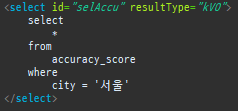 <select id="selAccu" resultType="kVO">
select
*
from
accuracy_score
where
city = '서울'
</select>